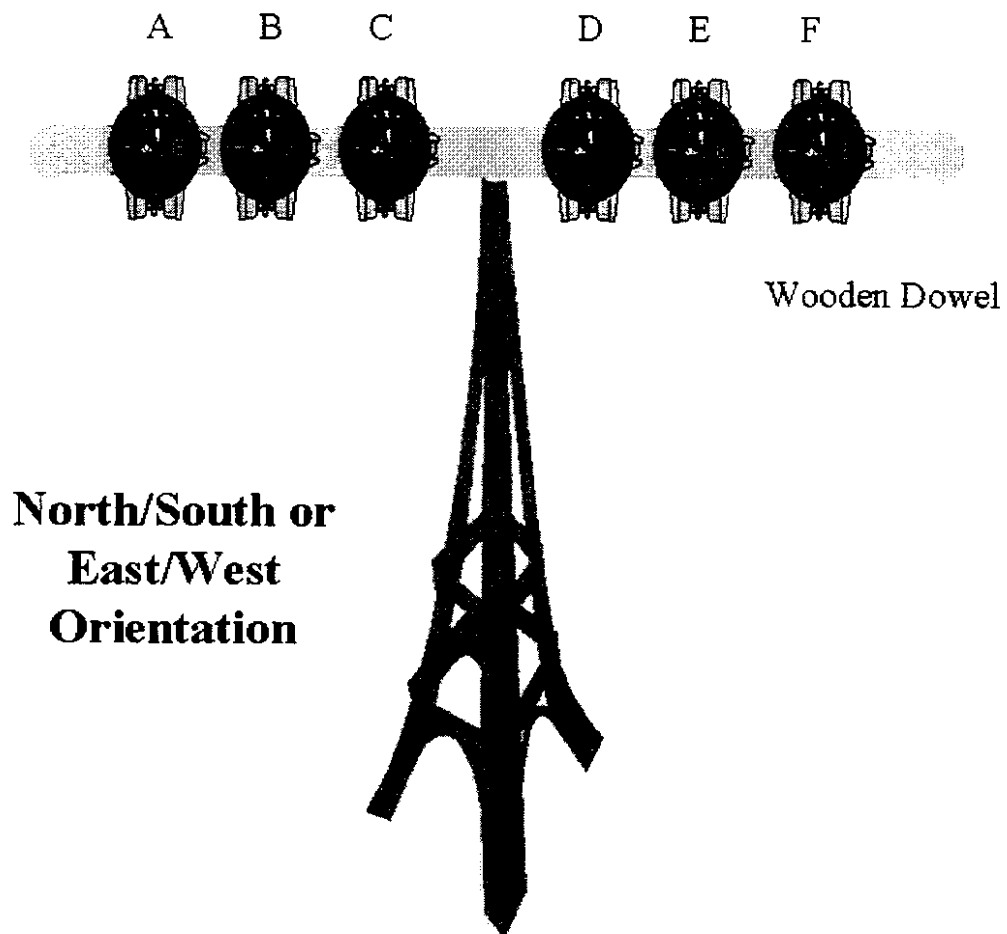 A B C D E F
Wooden Dowel
North/South or
East/West
Orientation